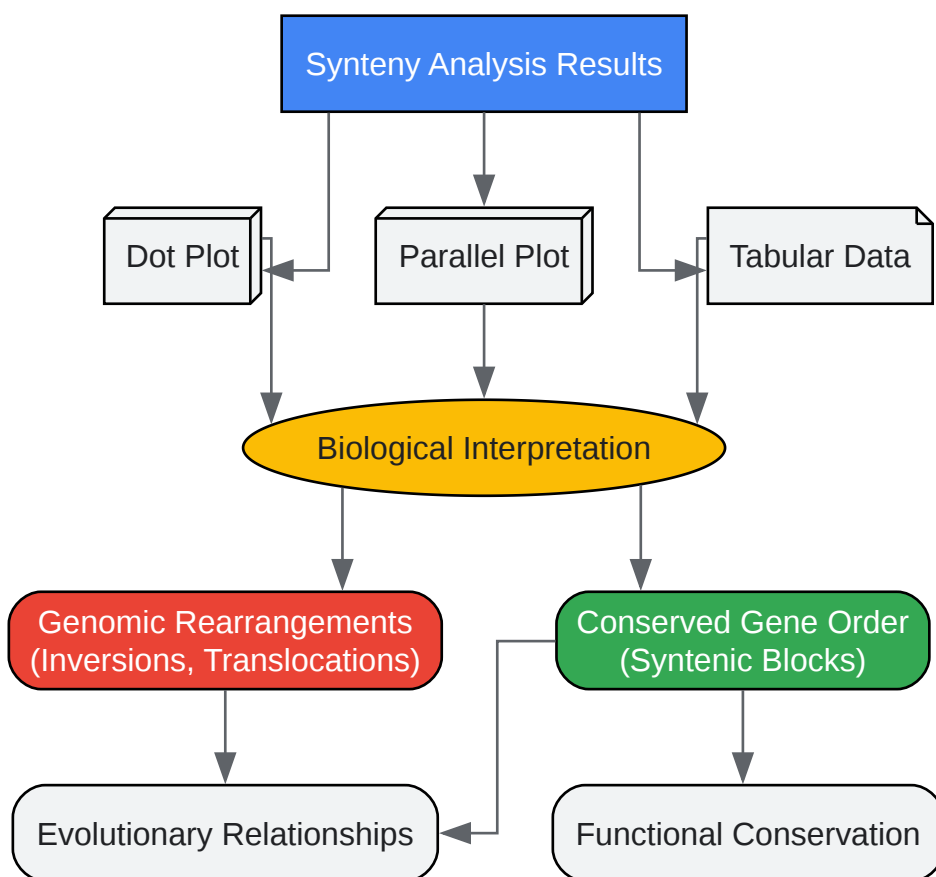 Synteny Analysis Results
Dot Plot
Parallel Plot
Tabular Data
Biological Interpretation
Genomic Rearrangements
(Inversions, Translocations)
Conserved Gene Order
(Syntenic Blocks)
Evolutionary Relationships
Functional Conservation